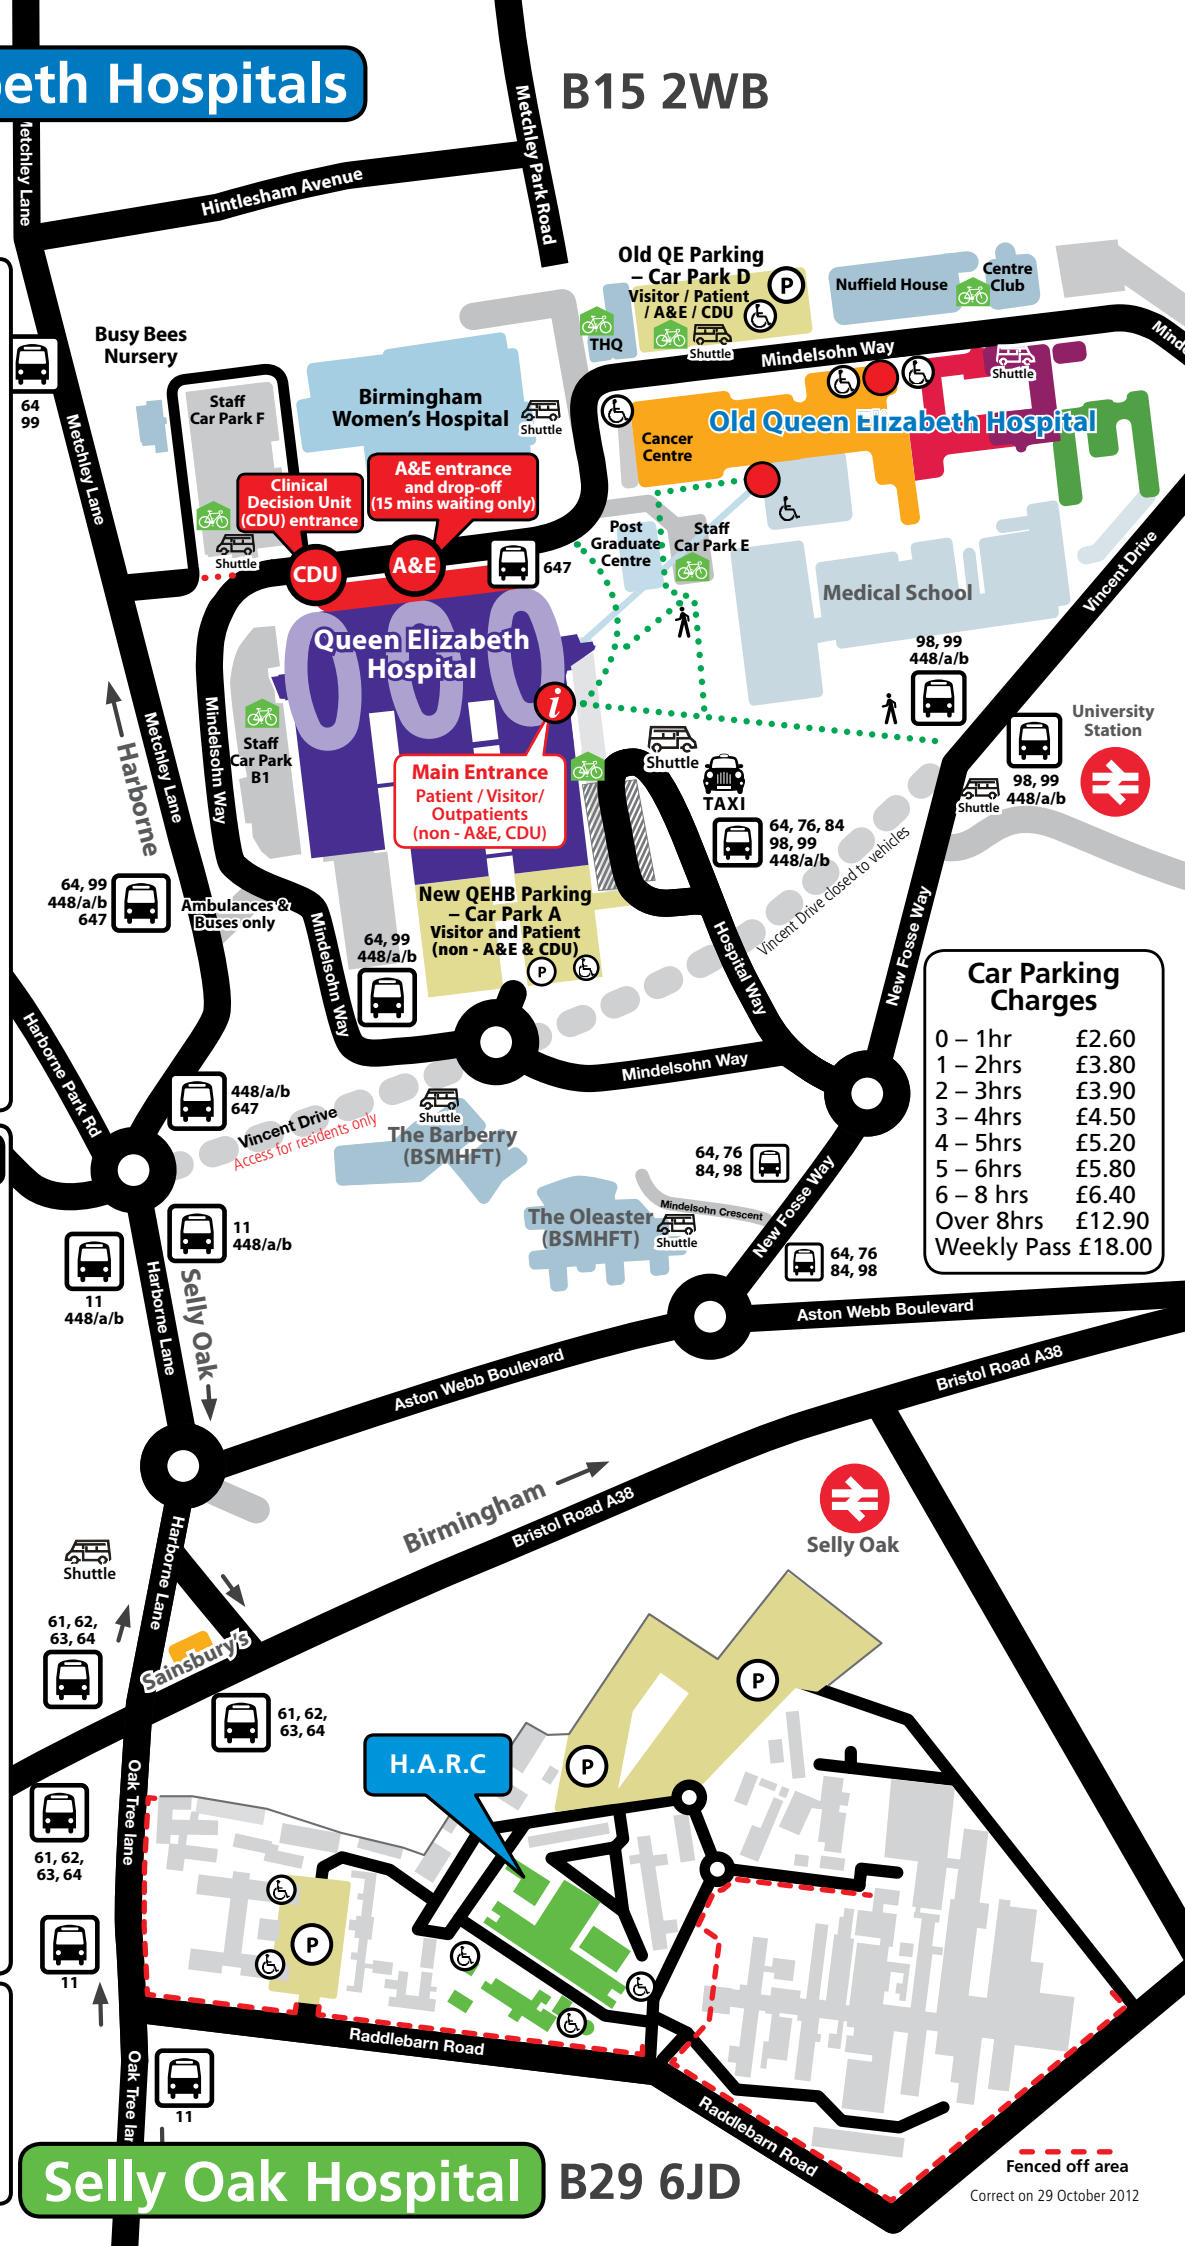 beth Hospitals
B15 2WB
Metchley Lane
Metchley Park Road
Hintlesham Avenue
Old QE Parking
– Car Park D
Visitor / Patient
/ A&E / CDU
P
Nuffield House
Centre
Club
THQ
Shuttle
Mindelsohn Way
Busy Bees
Nursery
64
99
Staff
Car Park F
Birmingham
Women's Hospital
Shuttle
Shuttle
Old Queen Elizabeth Hospital
Cancer
Centre
Metchley Lane
Clinical
Decision Unit
(CDU) entrance
A&E entrance
and drop-off
(15 mins waiting only)
Shuttle
CDU
A&E
647
Post
Graduate
Centre
Staff
Car Park E
Medical School
Vincent Drive
Queen Elizabeth
Hospital
98, 99
448/a/b
i
University
Station
Harborne
Metchley Lane
Mindelsohn Way
Staff
Car Park
B1
Main Entrance
Patient / Visitor/
Outpatients
(non - A&E, CDU)
Shuttle
TAXI
64, 76, 84
98, 99
448/a/b
Shuttle
98, 99
448/a/b
Vincent Drive closed to vehicles
64, 99
448/a/b
647
Ambulances &
Buses only
New QEHB Parking
– Car Park A
Visitor and Patient
(non - A&E & CDU)
P
64, 99
448/a/b
Mindelsohn Way
Hospital Way
New Fosse Way
Car Parking
Charges
0 – 1hr £2.60
1 – 2hrs £3.80
2 – 3hrs £3.90
3 – 4hrs £4.50
4 – 5hrs £5.20
5 – 6hrs £5.80
6 – 8 hrs £6.40
Over 8hrs £12.90
Weekly Pass £18.00
Harborne Park Rd
Mindelsohn Way
448/a/b
647
Vincent Drive
Access for residents only
Shuttle
The Barberry
(BSMHFT)
64, 76
84, 98
The Oleaster
(BSMHFT)
Shuttle
Mindelsohn Crescent
New Fosse Way
11
448/a/b
11
448/a/b
64, 76
84, 98
Harborne Lane
Selly Oak
Aston Webb Boulevard
Aston Webb Boulevard
Bristol Road A38
Birmingham
Bristol Road A38
Selly Oak
Harborne Lane
Shuttle
61, 62,
63, 64
Sainsbury's
61, 62,
63, 64
P
H.A.R.C
P
Oak Tree lane
61, 62,
63, 64
P
11
Raddlebarn Road
11
Raddlebarn Road
Selly Oak Hospital
B29 6JD
Fenced off area
Correct on 29 October 2012